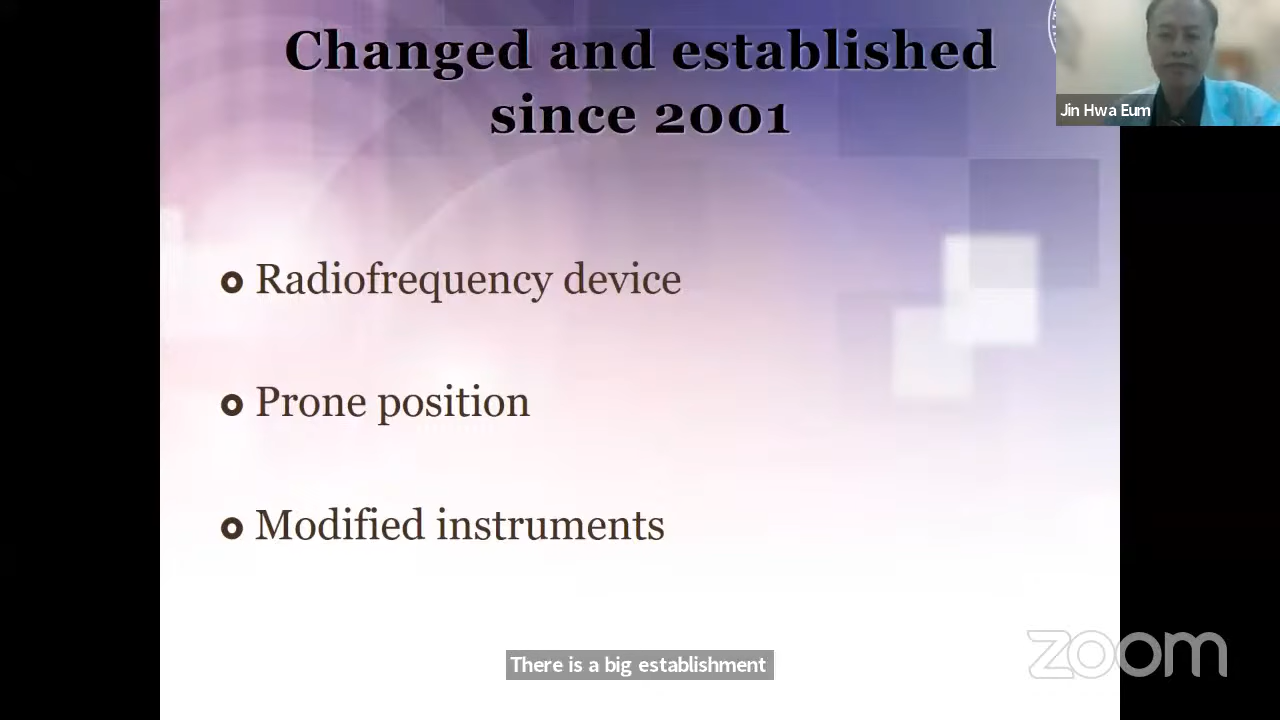 Changed and established
since 2001
Jin Hwa Eum
Radiofrequency device
Prone position
Modified instruments
There is a big establishment
zoom